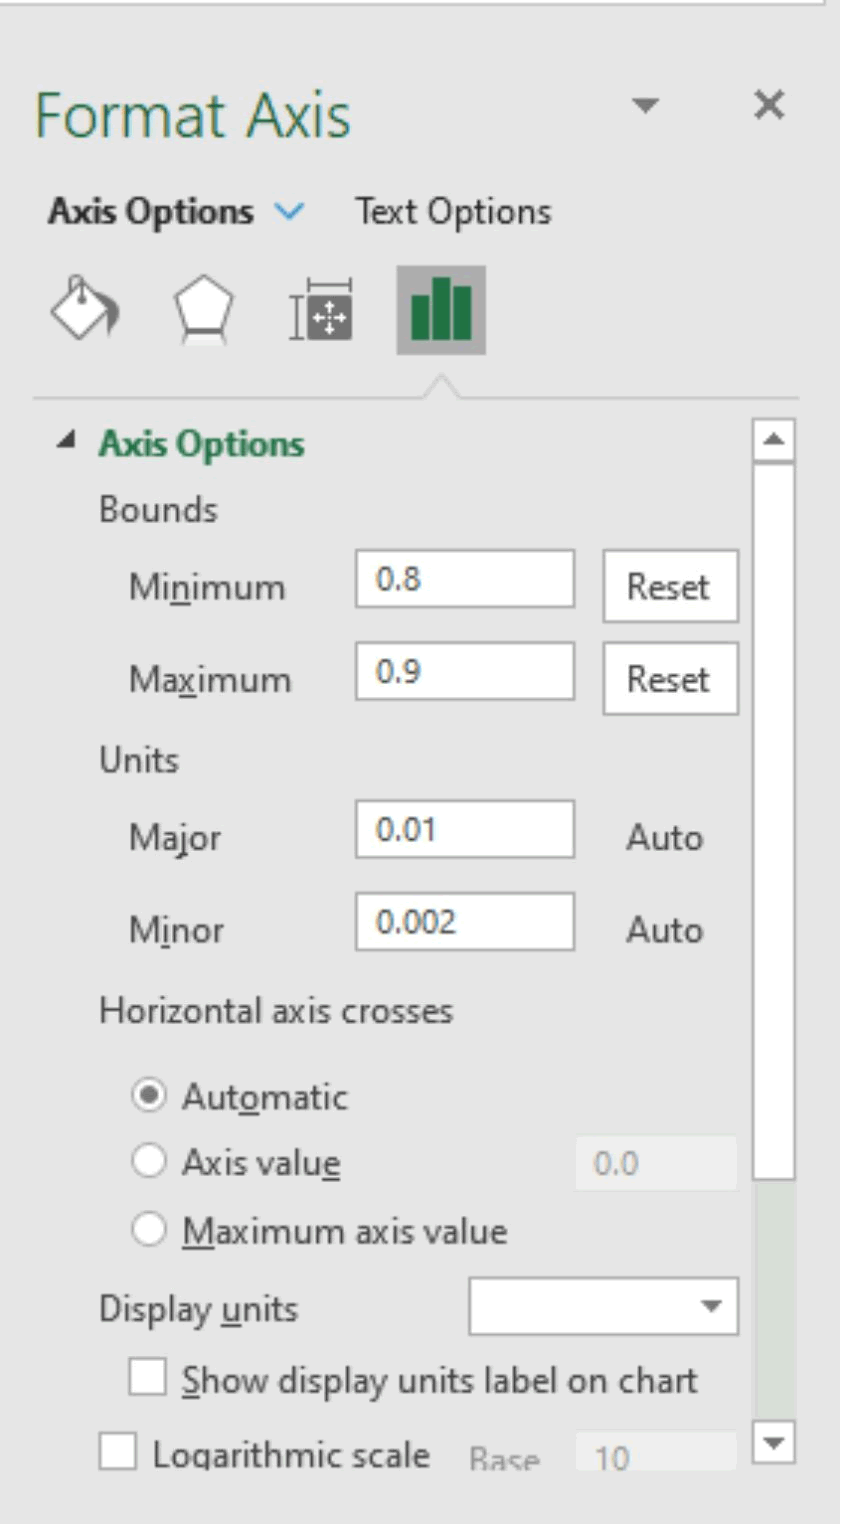 Format Axis
Axis Options Text Options
Axis Options
Bounds
Minimum 0.8 Reset
Maximum 0.9 Reset
Units
Major 0.01 Auto
Minor 0.002 Auto
Horizontal axis crosses
Automatic
Axis value 0.0
Maximum axis value
Display units
Show display units label on chart
Logarithmic scale Base 10